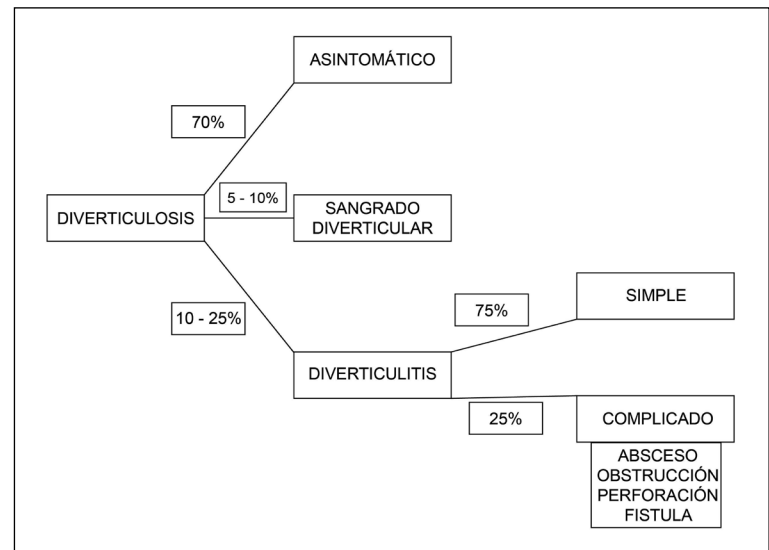 ASINTOMÁTICO
70%
5 - 10%
DIVERTICULOSIS
SANGRADO
DIVERTICULAR
10 - 25%
DIVERTICULITIS
75%
SIMPLE
25%
COMPLICADO
ABSCESO
OBSTRUCCIÓN
PERFORACIÓN
FISTULA